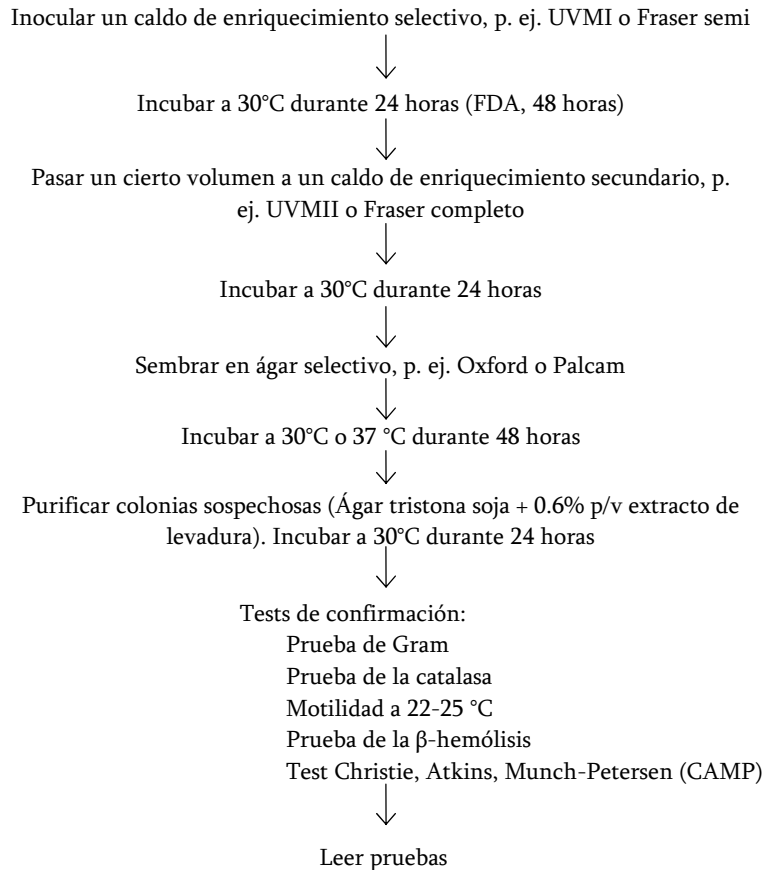 Inocular un caldo de enriquecimiento selectivo, p. ej. UVMI o Fraser semi
Incubar a 30°C durante 24 horas (FDA, 48 horas)
Pasar un cierto volumen a un caldo de enriquecimiento secundario, p.
ej. UVMII o Fraser completo
Incubar a 30°C durante 24 horas
Sembrar en ágar selectivo, p. ej. Oxford o Palcam
Incubar a 30°C o 37 °C durante 48 horas
Purificar colonias sospechosas (Ágar tristona soja + 0.6% p/v extracto de
levadura). Incubar a 30°C durante 24 horas
Tests de confirmación:
Prueba de Gram
Prueba de la catalasa
Motilidad a 22-25 °C
Prueba de la β-hemólisis
Test Christie, Atkins, Munch-Petersen (CAMP)
Leer pruebas